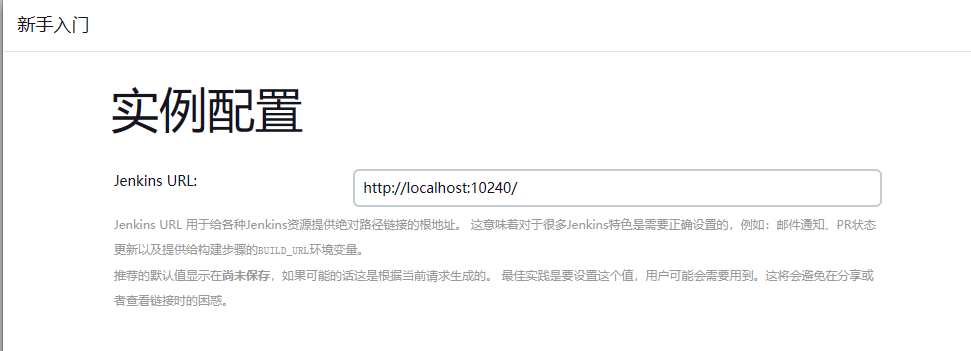 新手入门
实例配置
Jenkins URL: http://localhost:10240/
Jenkins URL 用于给各种Jenkins资源提供绝对路径链接的根地址。 这意味着对于很多Jenkins特色是需要正确设置的，例如：邮件通知、PR状态
更新以及提供给构建步骤的BUILD_URL环境变量。
推荐的默认值显示在尚未保存，如果可能的话这是根据当前请求生成的。 最佳实践是要设置这个值，用户可能会需要用到。这将会避免在分享或
者查看链接时的困惑。